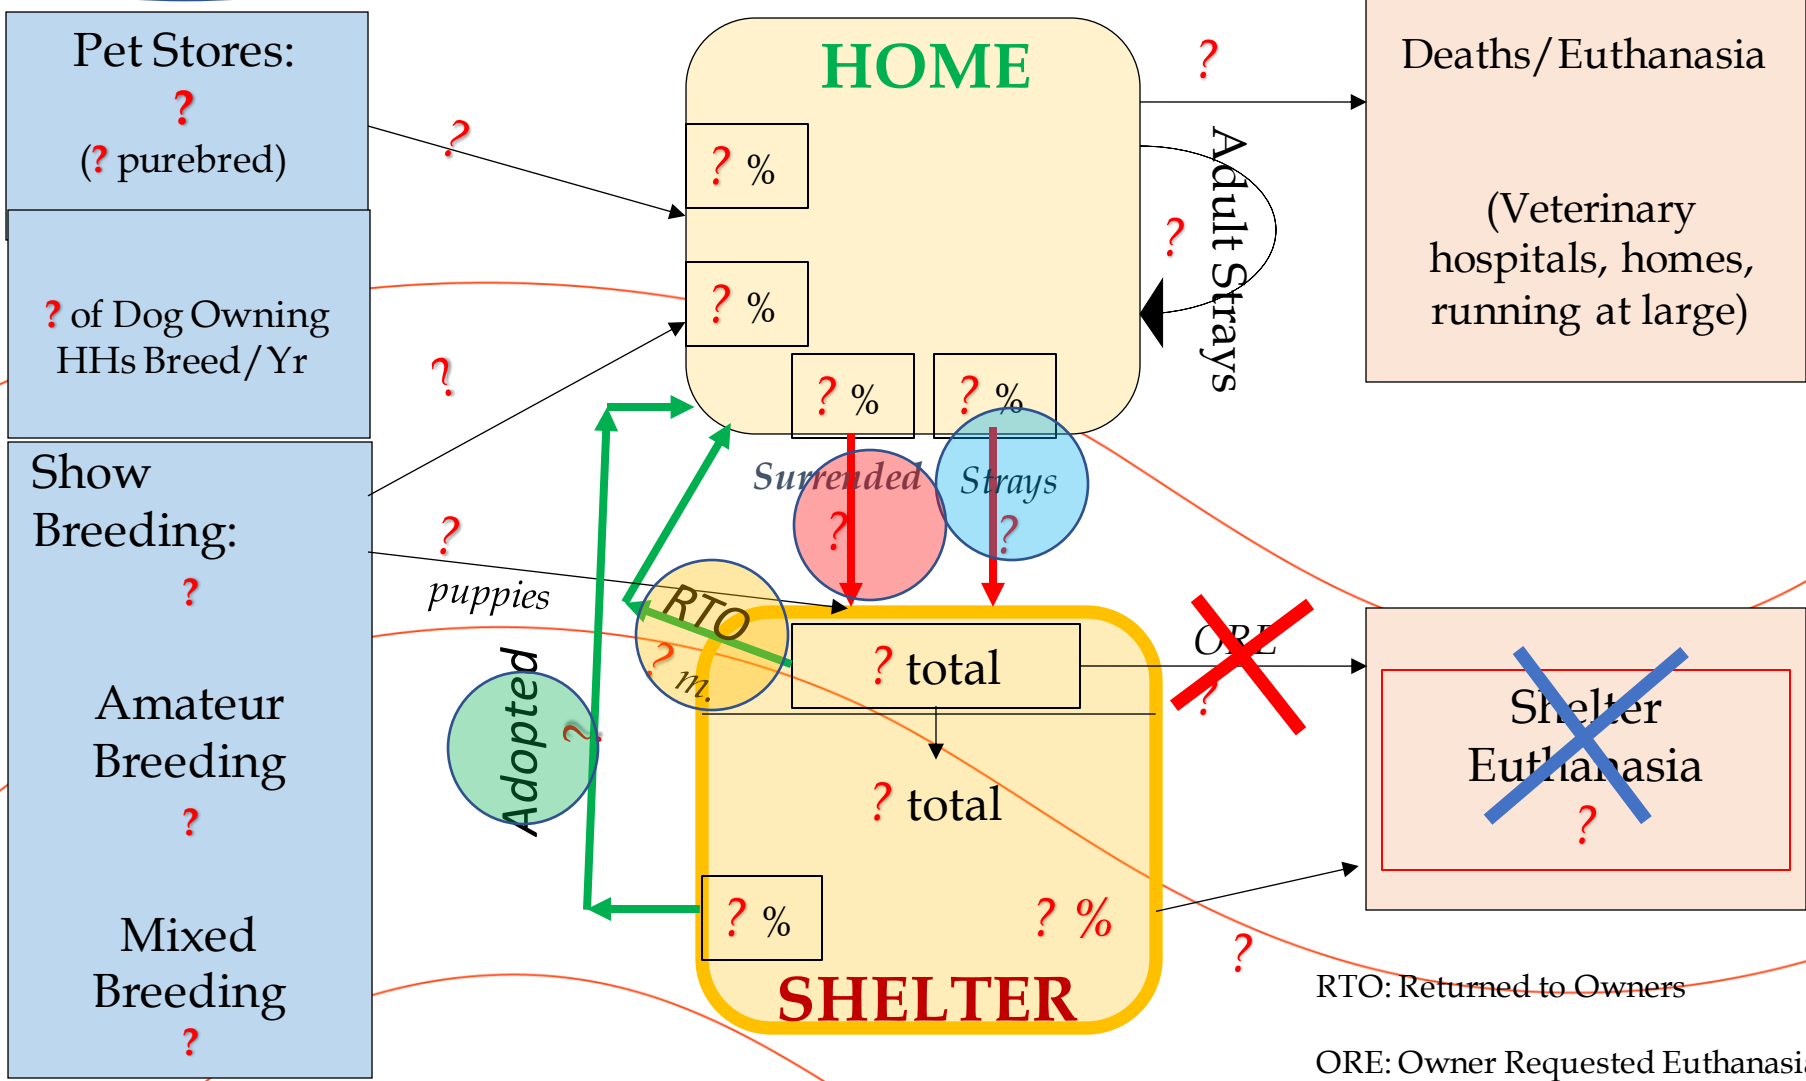 Pet Stores:
?
(? purebred)
? of Dog Owning
HHs Breed/Yr
Show
Breeding:
?
Amateur
Breeding
?
Mixed
Breeding
?
?
?
?
puppies
HOME
? %
? %
? %
? %
Surrended
?
Strays
?
?
Adult Strays
?
Deaths/Euthanasia
(Veterinary
hospitals, homes,
running at large)
RTO
? m.
Adopted
?
? total
? total
? %
? %
SHELTER
ORE
?
Shelter
Euthanasia
?
?
RTO: Returned to Owners
ORE: Owner Requested Euthanasia